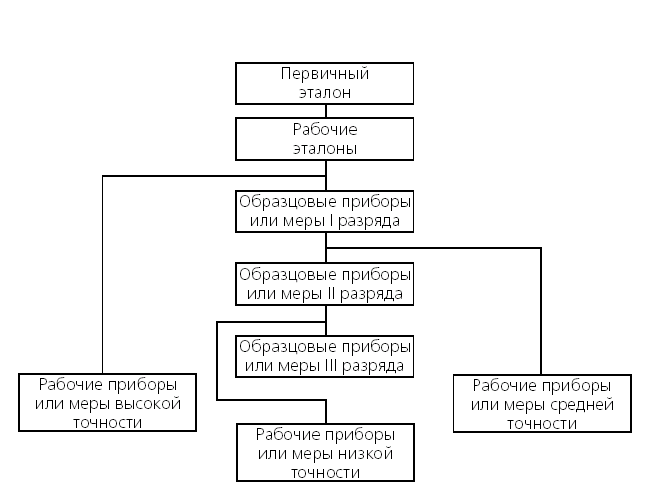 Первичный
эталон
Рабочие
эталоны
Образцовые приборы
или меры I разряда
Образцовые приборы
или меры II разряда
Образцовые приборы
или меры III разряда
Рабочие приборы
или меры высокой
точности
Рабочие приборы
или меры средней
точности
Рабочие приборы
или меры низкой
точности